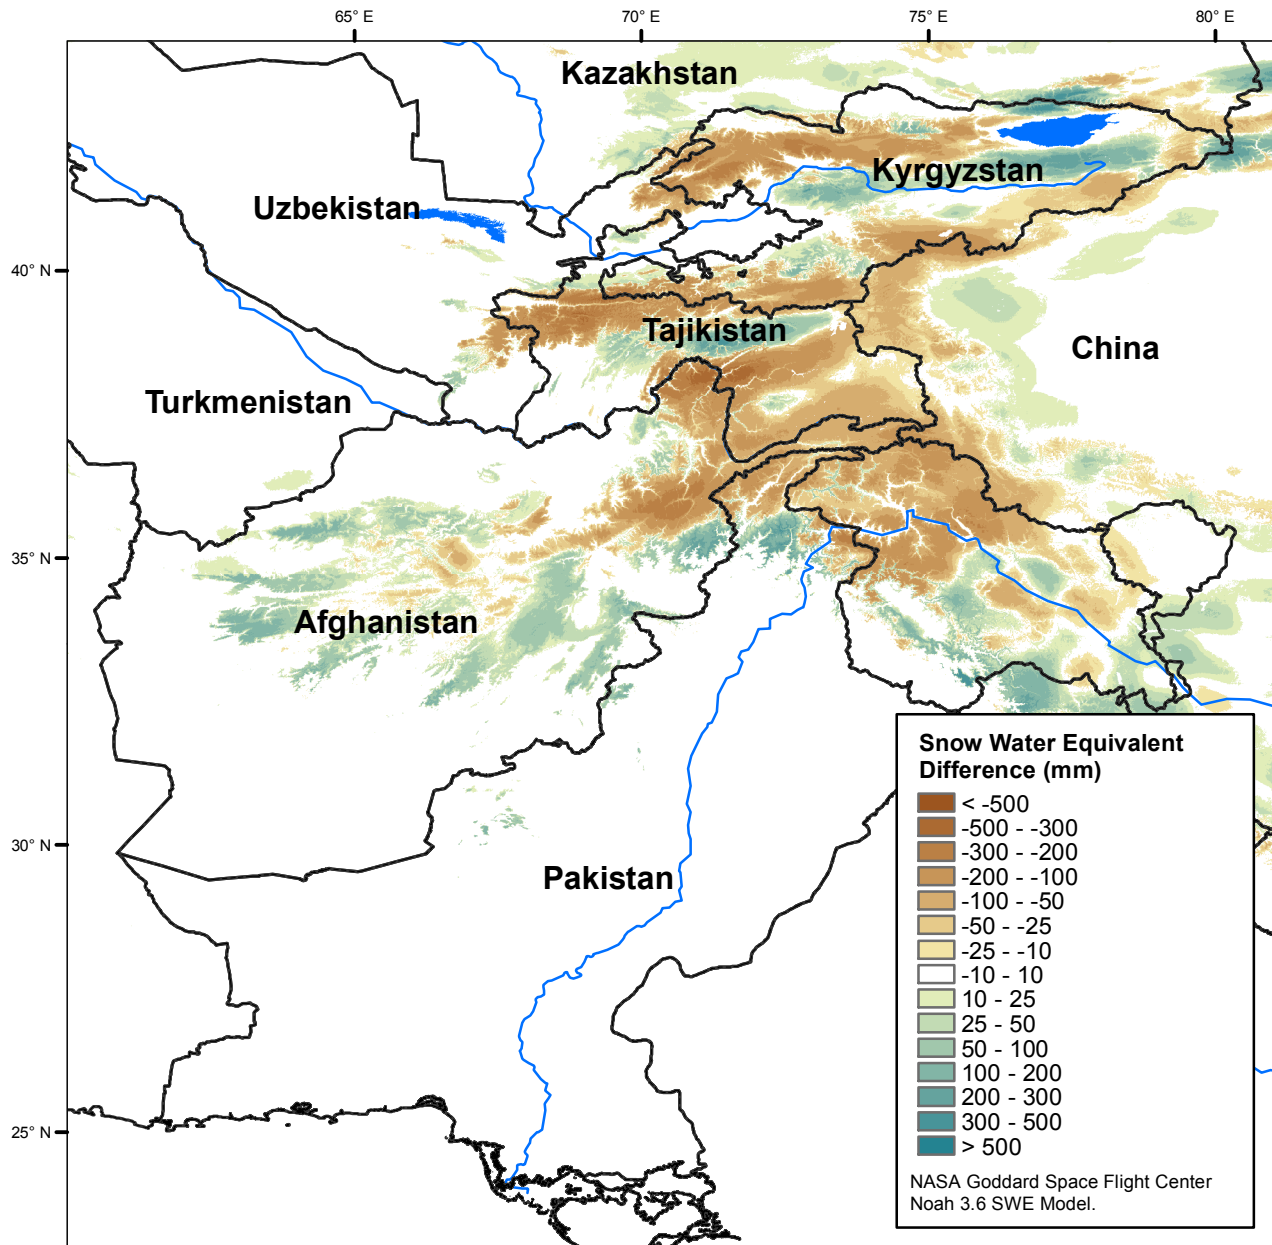 65° E
70° E
75° E
80° E
Kazakhstan
Kyrgyzstan
Uzbekistan
40° N
Tajikistan
China
Turkmenistan
35° N
Afghanistan
30° N
Pakistan
25° N
Snow Water Equivalent
Difference (mm)
< -500
-500 - -300
-300 - -200
-200 - -100
-100 - -50
-50 - -25
-25 - -10
-10 - 10
10 - 25
25 - 50
50 - 100
100 - 200
200 - 300
300 - 500
> 500
NASA Goddard Space Flight Center
Noah 3.6 SWE Model.